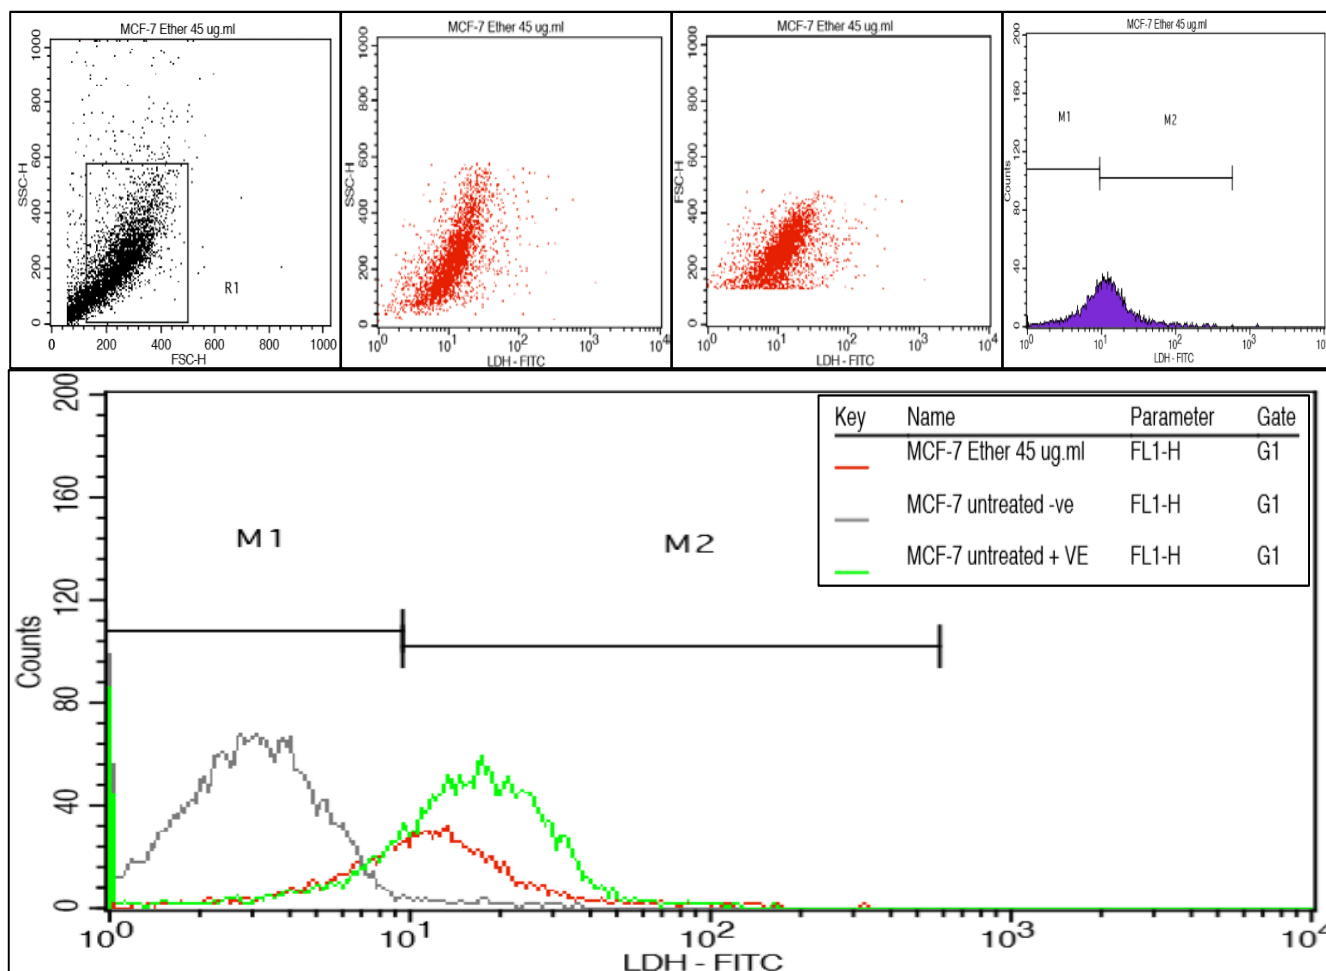 MCF-7 Ether 45 ug.ml
1000
800
600
400
200
0
SSC-H
R1
0 200 400 600 800 1000
FSC-H
MCF-7 Ether 45 ug.ml
1000
800
600
400
200
0
SSC-H
10^0 10^1 10^2 10^3 10^4
LDH - FITC
MCF-7 Ether 45 ug.ml
1000
800
600
400
200
0
FSC-H
10^0 10^1 10^2 10^3 10^4
LDH - FITC
MCF-7 Ether 45 ug.ml
200
160
120
80
40
0
Counts
M1 M2
10^0 10^1 10^2 10^3 10^4
LDH - FITC
200
160
120
80
40
0
Counts
M1 M2
Key Name Parameter Gate
MCF-7 Ether 45 ug.ml FL1-H G1
MCF-7 untreated -ve FL1-H G1
MCF-7 untreated + VE FL1-H G1
10^0 10^1 10^2 10^3 10^4
LDH - FITC